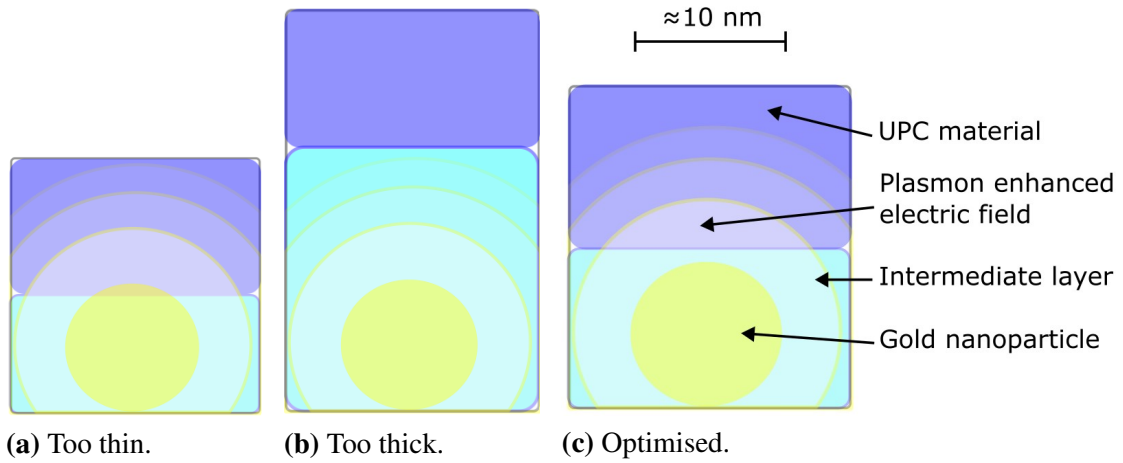 ≈10 nm
UPC material
Plasmon enhanced
electric field
Intermediate layer
Gold nanoparticle
(a) Too thin.
(b) Too thick.
(c) Optimised.